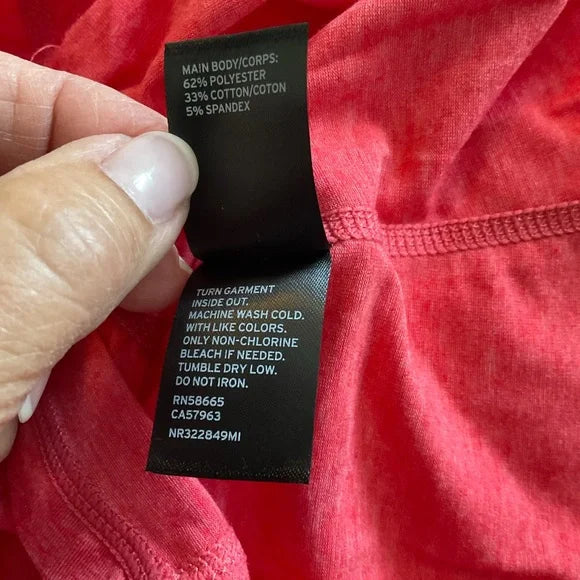 MAIN BODY/CORPS:
62% POLYESTER
33% COTTON/COTON
5% SPANDEX
TURN GARMENT
INSIDE OUT.
MACHINE WASH COLD.
WITH LIKE COLORS.
ONLY NON-CHLORINE
BLEACH IF NEEDED.
TUMBLE DRY LOW.
DO NOT IRON.
RN58665
CA57963
NR322849MI